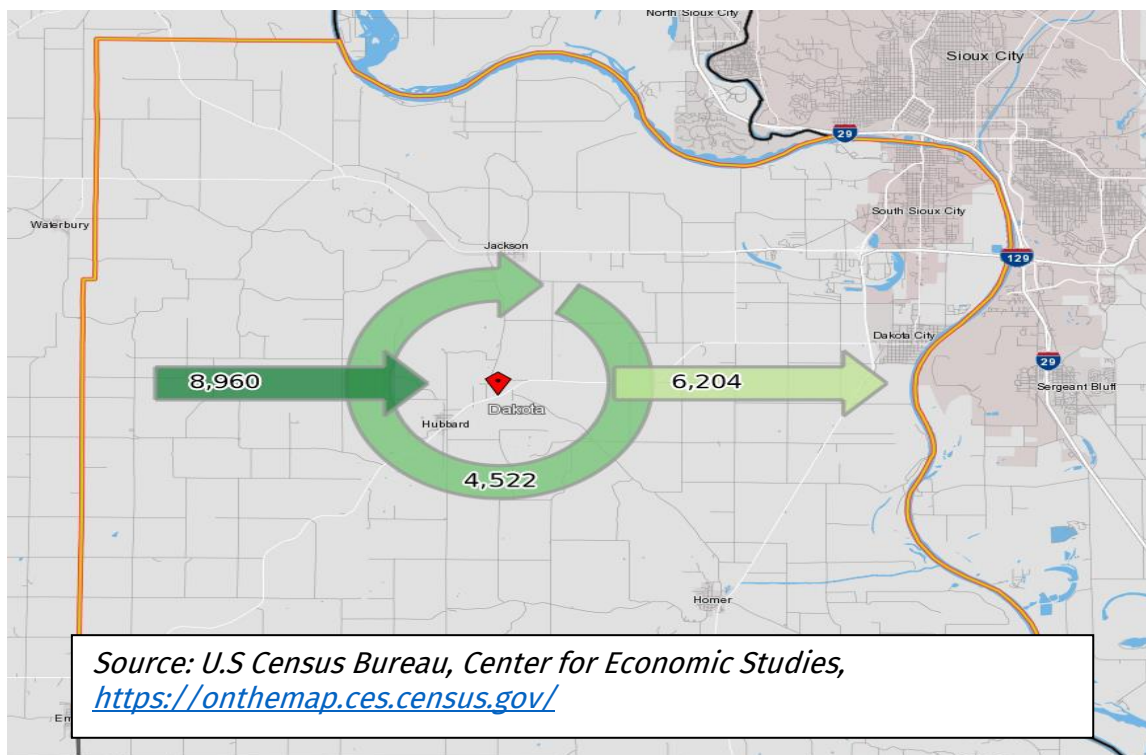 North Sioux City
Sioux City
29
Waterbury
South Sioux City
Jackson
129
Dakota City
29
8,960
6,204
Sergeant Bluff
Dakota
Hubbard
4,522
Homer
Source: U.S Census Bureau, Center for Economic Studies,
https://onthemap.ces.census.gov/